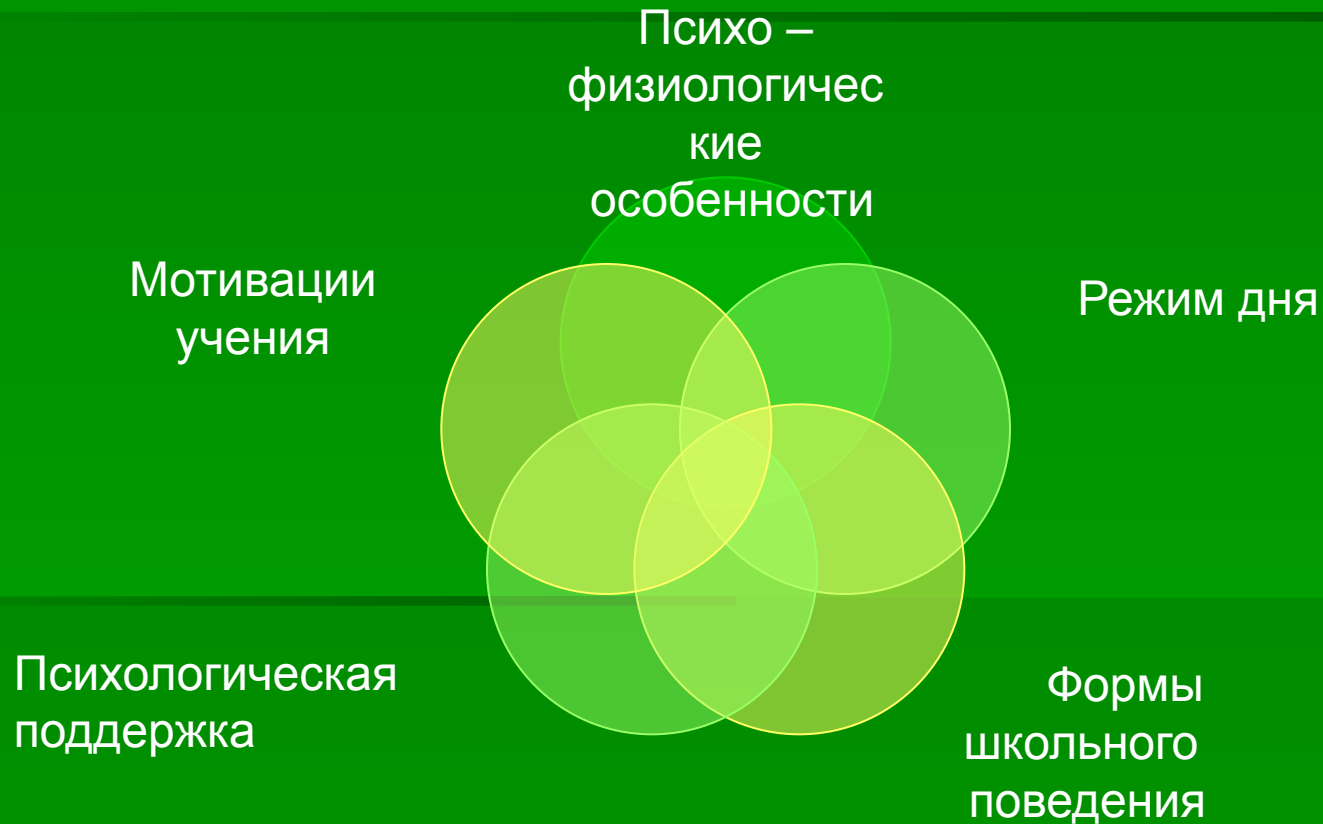 Психо –
физиологичес
кие
особенности
Мотивации
учения
Режим дня
Психологическая
поддержка
Формы
школьного
поведения